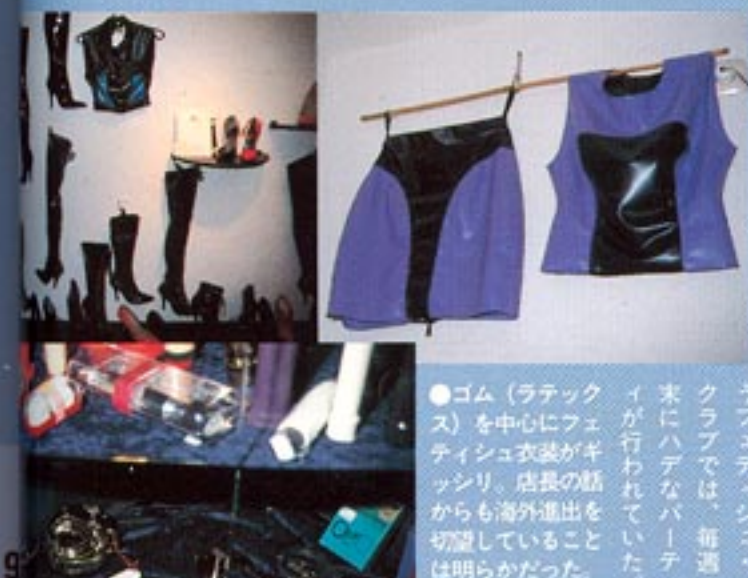 ●ゴム（ラテック
ス）を中心にフェ
ティシュ衣装がギ
ッシリ。店長の話
からも海外進出を
切望していること
は明らかだった。
クラブでは、毎週
末にハデなパーテ
ィが行われていた
9